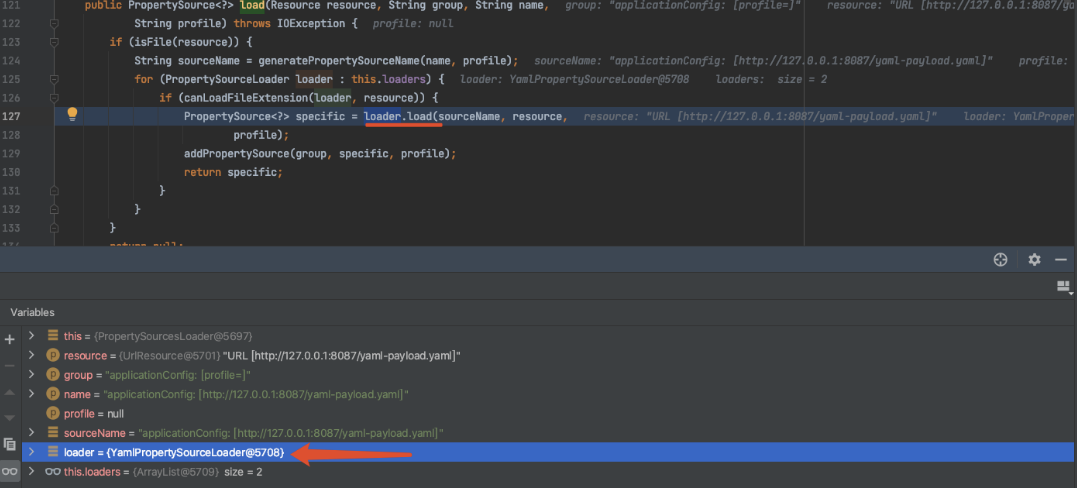 121 public PropertySource<?> load(Resource resource, String group, String name, group: "applicationConfig: [profile=]" resource: "URL [http://127.0.0.1:8087/ya
122 String profile) throws IOException { profile: null
123 if (isFile(resource)) {
124 String sourceName = generatePropertySourceName(name, profile); sourceName: "applicationConfig: [http://127.0.0.1:8087/yaml-payload.yaml]" profile:
125 for (PropertySourceLoader loader : this.loaders) { loader: YamlPropertySourceLoader@5708 loaders: size = 2
126 if (canLoadFileExtension(loader, resource)) {
127 PropertySource<?> specific = loader.load(sourceName, resource, resource: "URL [http://127.0.0.1:8087/yaml-payload.yaml]" loader: YamlProper
128 profile);
129 addPropertySource(group, specific, profile);
130 return specific;
131 }
132 }
133 }
134 return null;
Variables
this = {PropertySourcesLoader@5697}
resource = {UrlResource@5701} "URL [http://127.0.0.1:8087/yaml-payload.yaml]"
group = "applicationConfig: [profile=]"
name = "applicationConfig: [http://127.0.0.1:8087/yaml-payload.yaml]"
profile = null
sourceName = "applicationConfig: [http://127.0.0.1:8087/yaml-payload.yaml]"
loader = {YamlPropertySourceLoader@5708}
this.loaders = {ArrayList@5709} size = 2